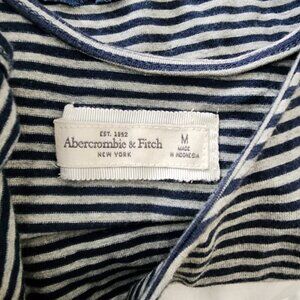 EST. 1892
Abercrombie & Fitch
NEW YORK
M
MADE
IN INDONESIA